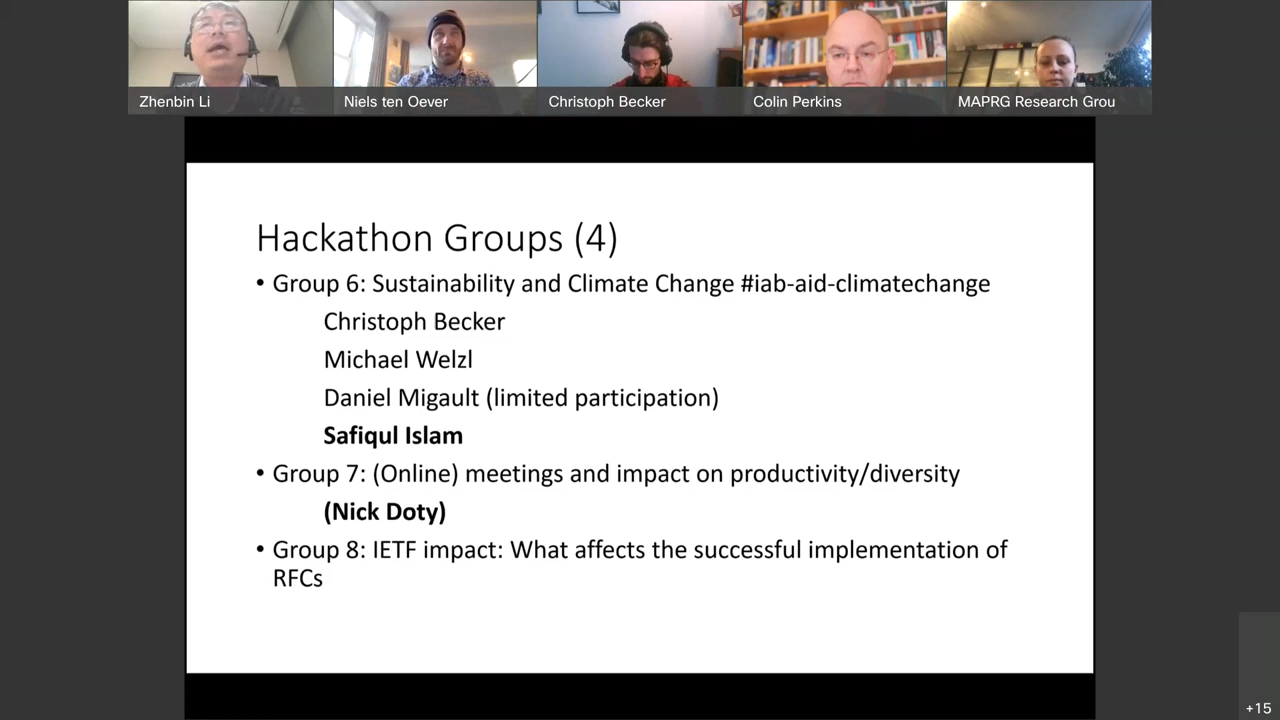 Zhenbin Li
Niels ten Oever
Christoph Becker
Colin Perkins
MAPRG Research Grou
Hackathon Groups (4)
• Group 6: Sustainability and Climate Change #iab-aid-climatechange
Christoph Becker
Michael Welzl
Daniel Migault (limited participation)
Safiqul Islam
• Group 7: (Online) meetings and impact on productivity/diversity
(Nick Doty)
• Group 8: IETF impact: What affects the successful implementation of
RFCs
+15